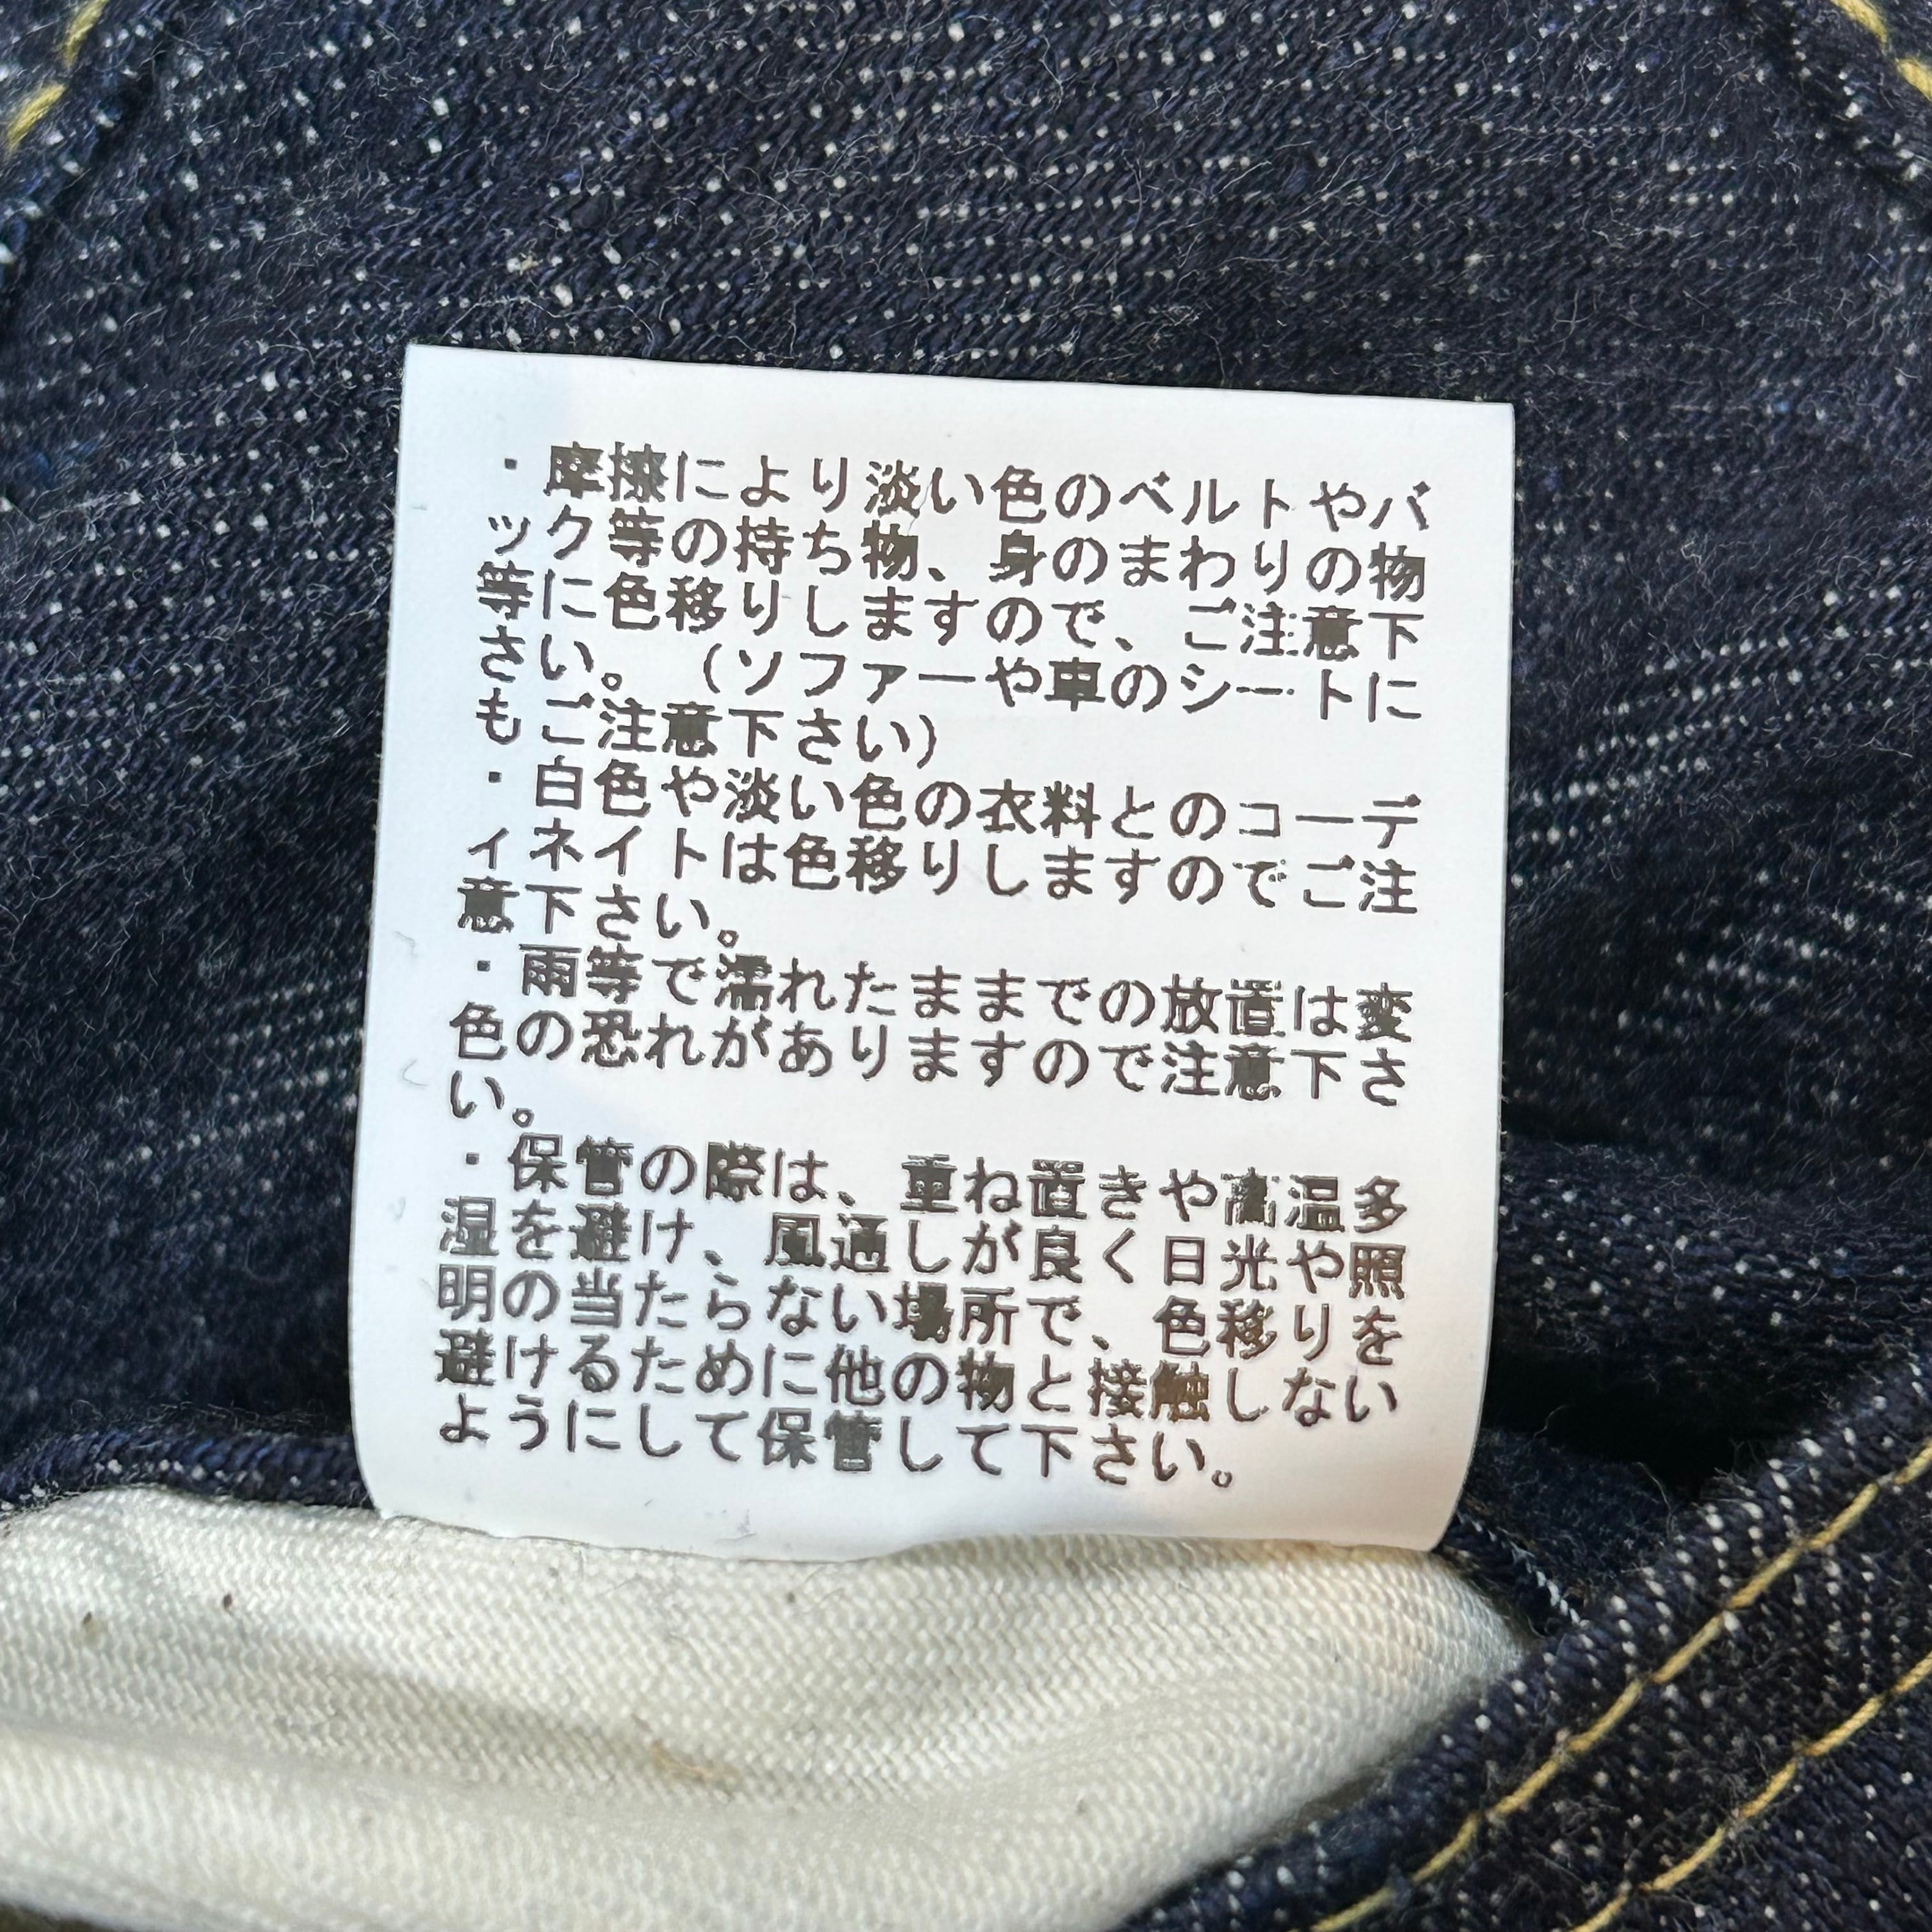 ・摩擦により淡い色のベルトやバ
ック等の持ち物、身のまわりの物
等に色移りしますので、ご注意下
さい。（ソファーや車のシートに
もご注意下さい）
・白色や淡い色の衣料とのコーデ
ィネイトは色移りしますのでご注
意下さい。
・雨等で濡れたままでの放置は変
色の恐れがありますので注意下さ
い。
・保管の際は、重ね置きや高温多
湿を避け、風通しが良く日光や照
明の当たらない場所で、色移りを
避けるために他の物と接触しない
ようにして保管して下さい。